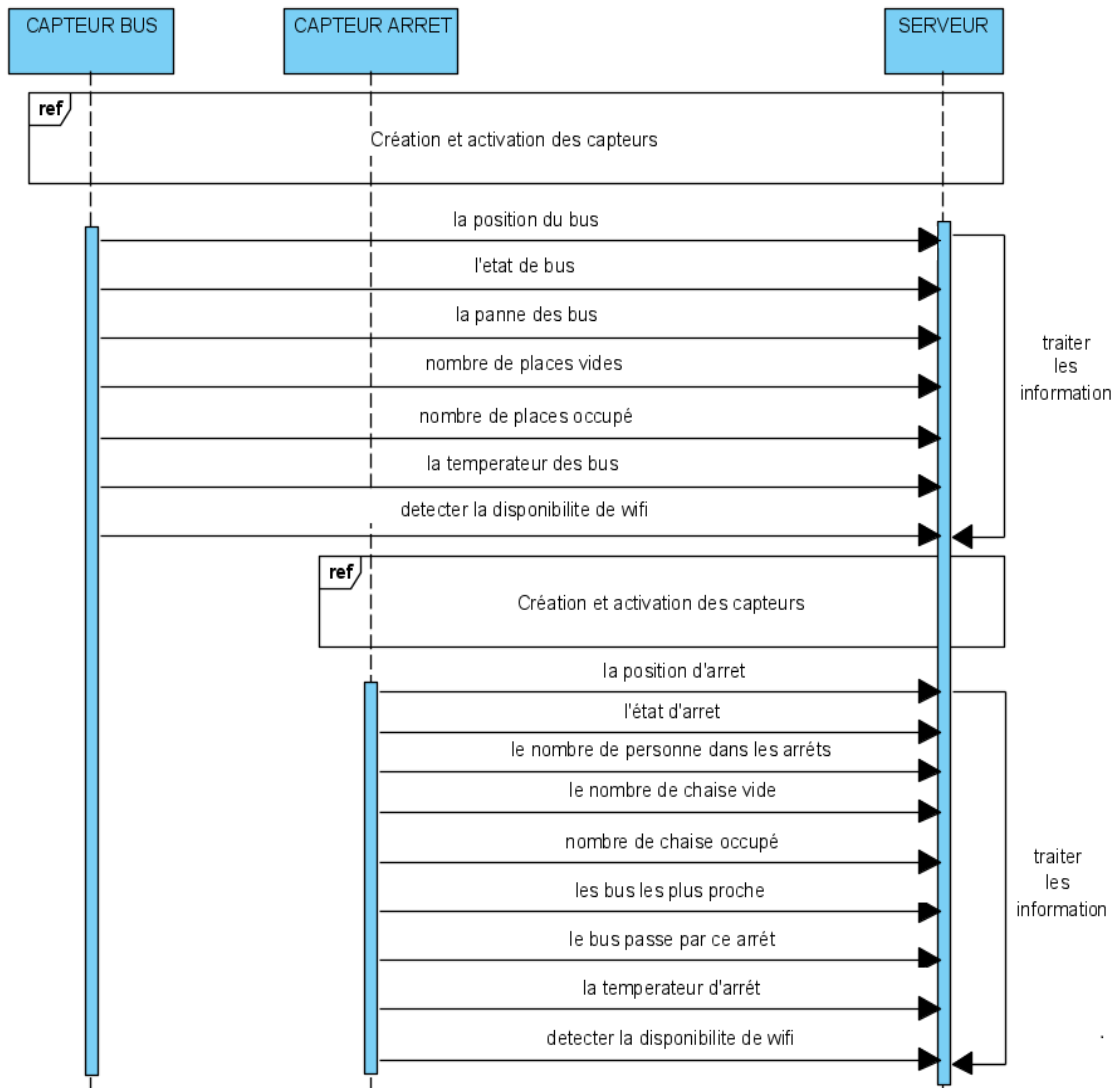 CAPTEUR BUS
CAPTEUR ARRET
SERVEUR
ref
Création et activation des capteurs
la position du bus
l'etat de bus
la panne des bus
nombre de places vides
nombre de places occupé
la temperateur des bus
detecter la disponibilite de wifi
traiter
les
information
ref
Création et activation des capteurs
la position d'arret
l'état d'arret
le nombre de personne dans les arréts
le nombre de chaise vide
nombre de chaise occupé
les bus les plus proche
le bus passe par ce arrét
la temperateur d'arrét
detecter la disponibilite de wifi
traiter
les
information
.